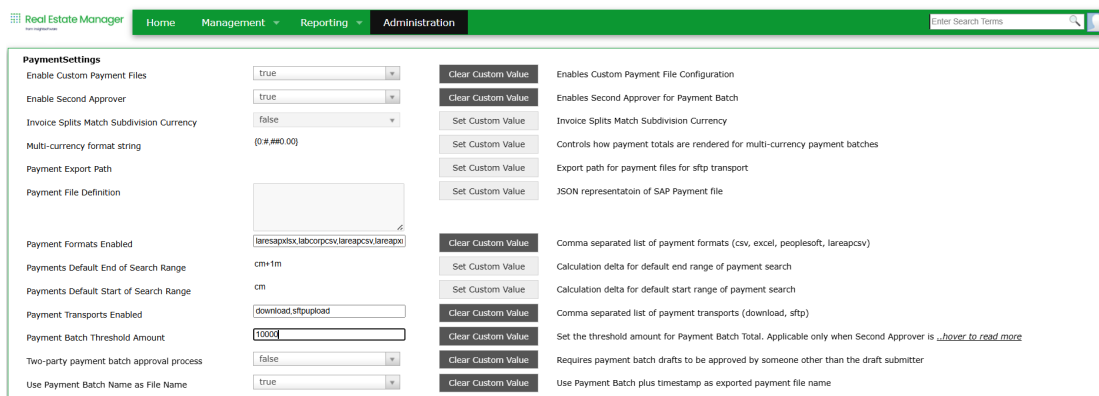 Real Estate Manager
Home Management Reporting Administration
Enter Search Terms
PaymentSettings
Enable Custom Payment Files true Clear Custom Value Enables Custom Payment File Configuration
Enable Second Approver true Clear Custom Value Enables Second Approver for Payment Batch
Invoice Splits Match Subdivision Currency false Set Custom Value Invoice Splits Match Subdivision Currency
Multi-currency format string {0:#,##0.00} Set Custom Value Controls how payment totals are rendered for multi-currency payment batches
Payment Export Path Set Custom Value Export path for payment files for sftp transport
Payment File Definition Set Custom Value JSON representatoin of SAP Payment file
Payment Formats Enabled laresapxlsx,labcorpcsv,lareapcsv,lareapxl Clear Custom Value Comma separated list of payment formats (csv, excel, peoplesoft, lareapcsv)
Payments Default End of Search Range cm+1m Set Custom Value Calculation delta for default end range of payment search
Payments Default Start of Search Range cm Set Custom Value Calculation delta for default start range of payment search
Payment Transports Enabled download,sftpupload Clear Custom Value Comma separated list of payment transports (download, sftp)
Payment Batch Threshold Amount 10000 Clear Custom Value Set the threshold amount for Payment Batch Total. Applicable only when Second Approver is ...hover to read more
Two-party payment batch approval process false Clear Custom Value Requires payment batch drafts to be approved by someone other than the draft submitter
Use Payment Batch Name as File Name true Clear Custom Value Use Payment Batch plus timestamp as exported payment file name